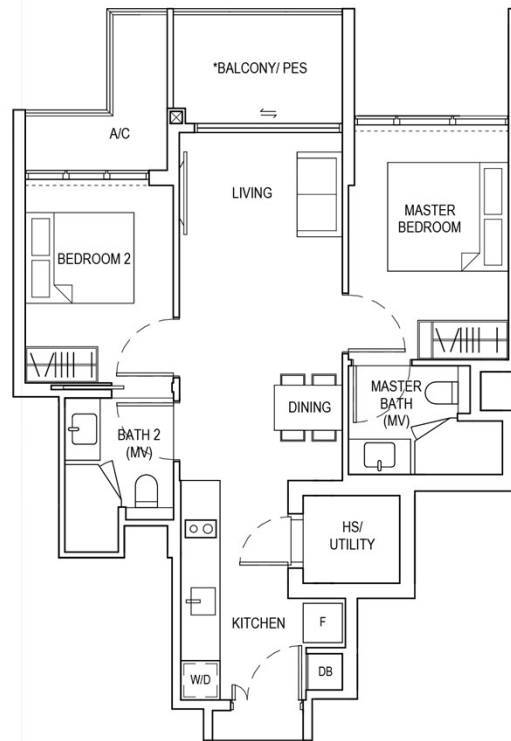 *BALCONY/ PES
A/C
LIVING
MASTER
BEDROOM
BEDROOM 2
DINING
MASTER
BATH
(MV)
BATH 2
(MV)
HS/
UTILITY
KITCHEN
F
W/D
DB